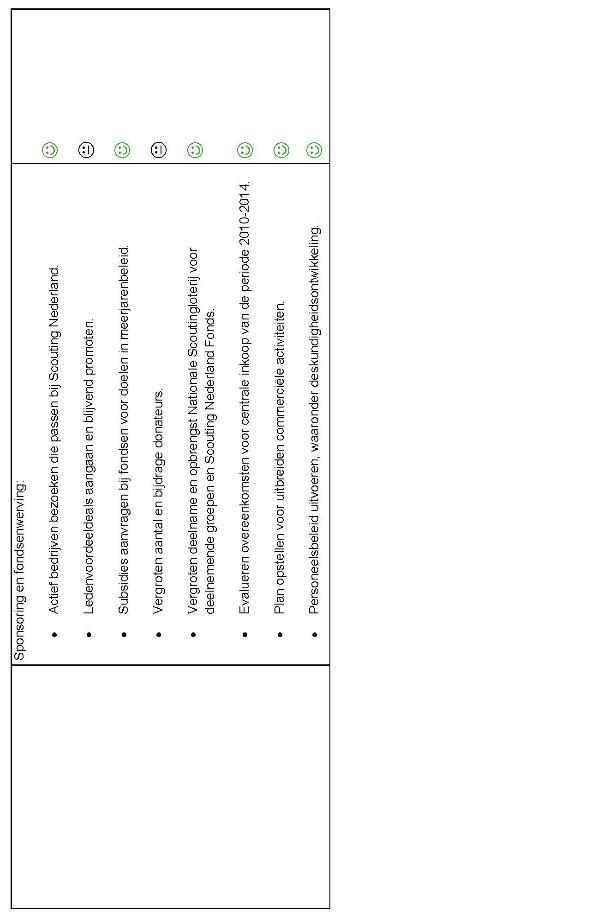 Sponsoring en fondsenwerving:
• Actief bedrijven bezoeken die passen bij Scouting Nederland.
• Ledenvoordeeldeals aangaan en blijvend promoten.
• Subsidies aanvragen bij fondsen voor doelen in meerjarenbeleid.
• Vergroten aantal en bijdrage donateurs.
• Vergroten deelname en opbrengst Nationale Scoutingloterij voor
deelnemende groepen en Scouting Nederland Fonds.
• Evalueren overeenkomsten voor centrale inkoop van de periode 2010-2014.
• Plan opstellen voor uitbreiden commerciële activiteiten.
• Personeelsbeleid uitvoeren, waaronder deskundigheidsontwikkeling.